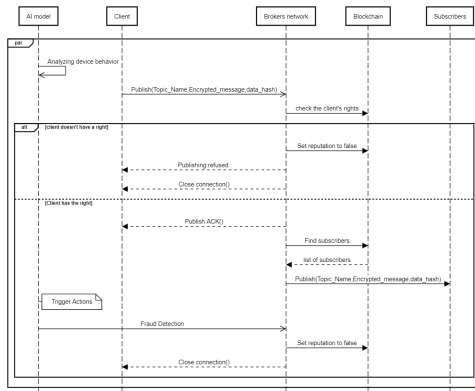 AI model
Client
Brokers network
Blockchain
Subscribers
par
Analyzing device behavior
Publish(Topic_Name,Encrypted_message,data_hash)
check the client's rights
alt
[client doesn't have a right]
Set reputation to false
Publishing refused
Close connection()
[Client has the right]
Publish ACK()
Find subscribers
list of subscribers
Publish(Topic_Name,Encrypted_message,data_hash)
Trigger Actions
Fraud Detection
Set reputation to false
Close connection()